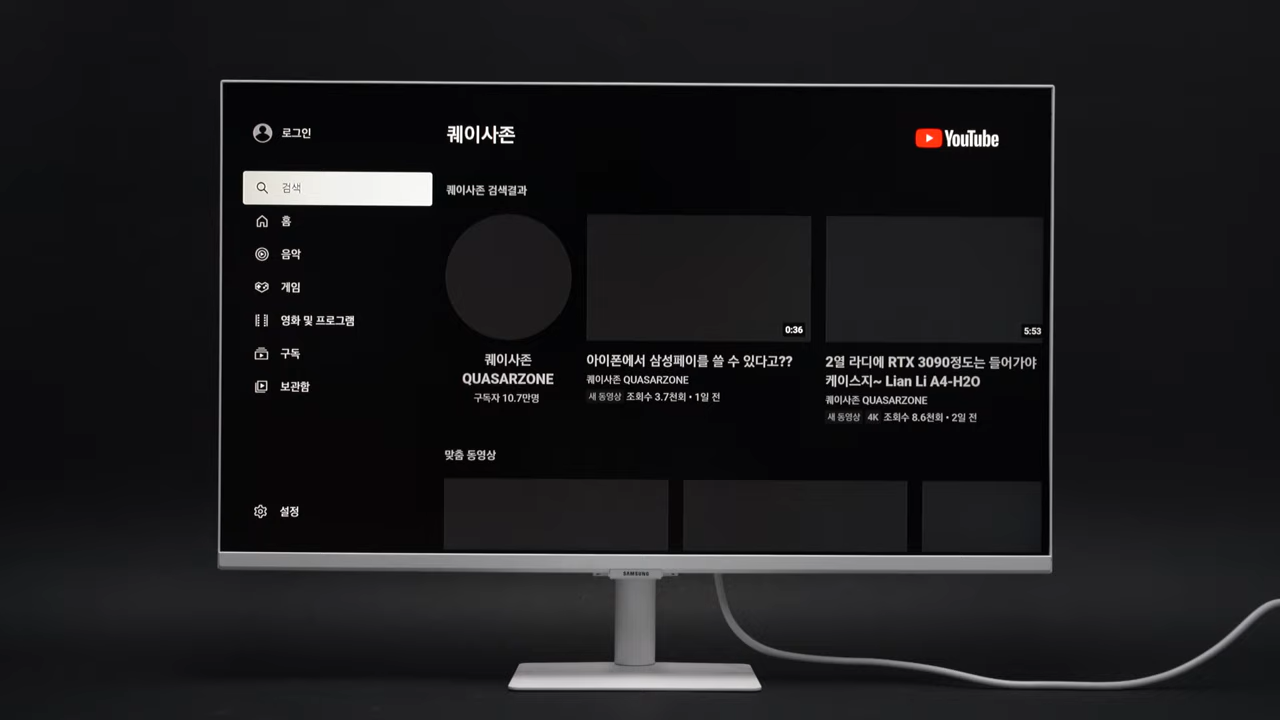 로그인
검색
홈
음악
게임
영화 및 프로그램
구독
보관함
설정
퀘이사존
YouTube
퀘이사존 검색결과
퀘이사존
QUASARZONE
구독자 10.7만명
0:36
아이폰에서 삼성페이를 쓸 수 있다고??
퀘이사존 QUASARZONE
새 동영상 조회수 3.7천회 • 1일 전
5:53
2열 라디에 RTX 3090정도는 들어가야
케이스지~ Lian Li A4-H2O
퀘이사존 QUASARZONE
새 동영상 4K 조회수 8.6천회 • 2일 전
맞춤 동영상
SAMSUNG